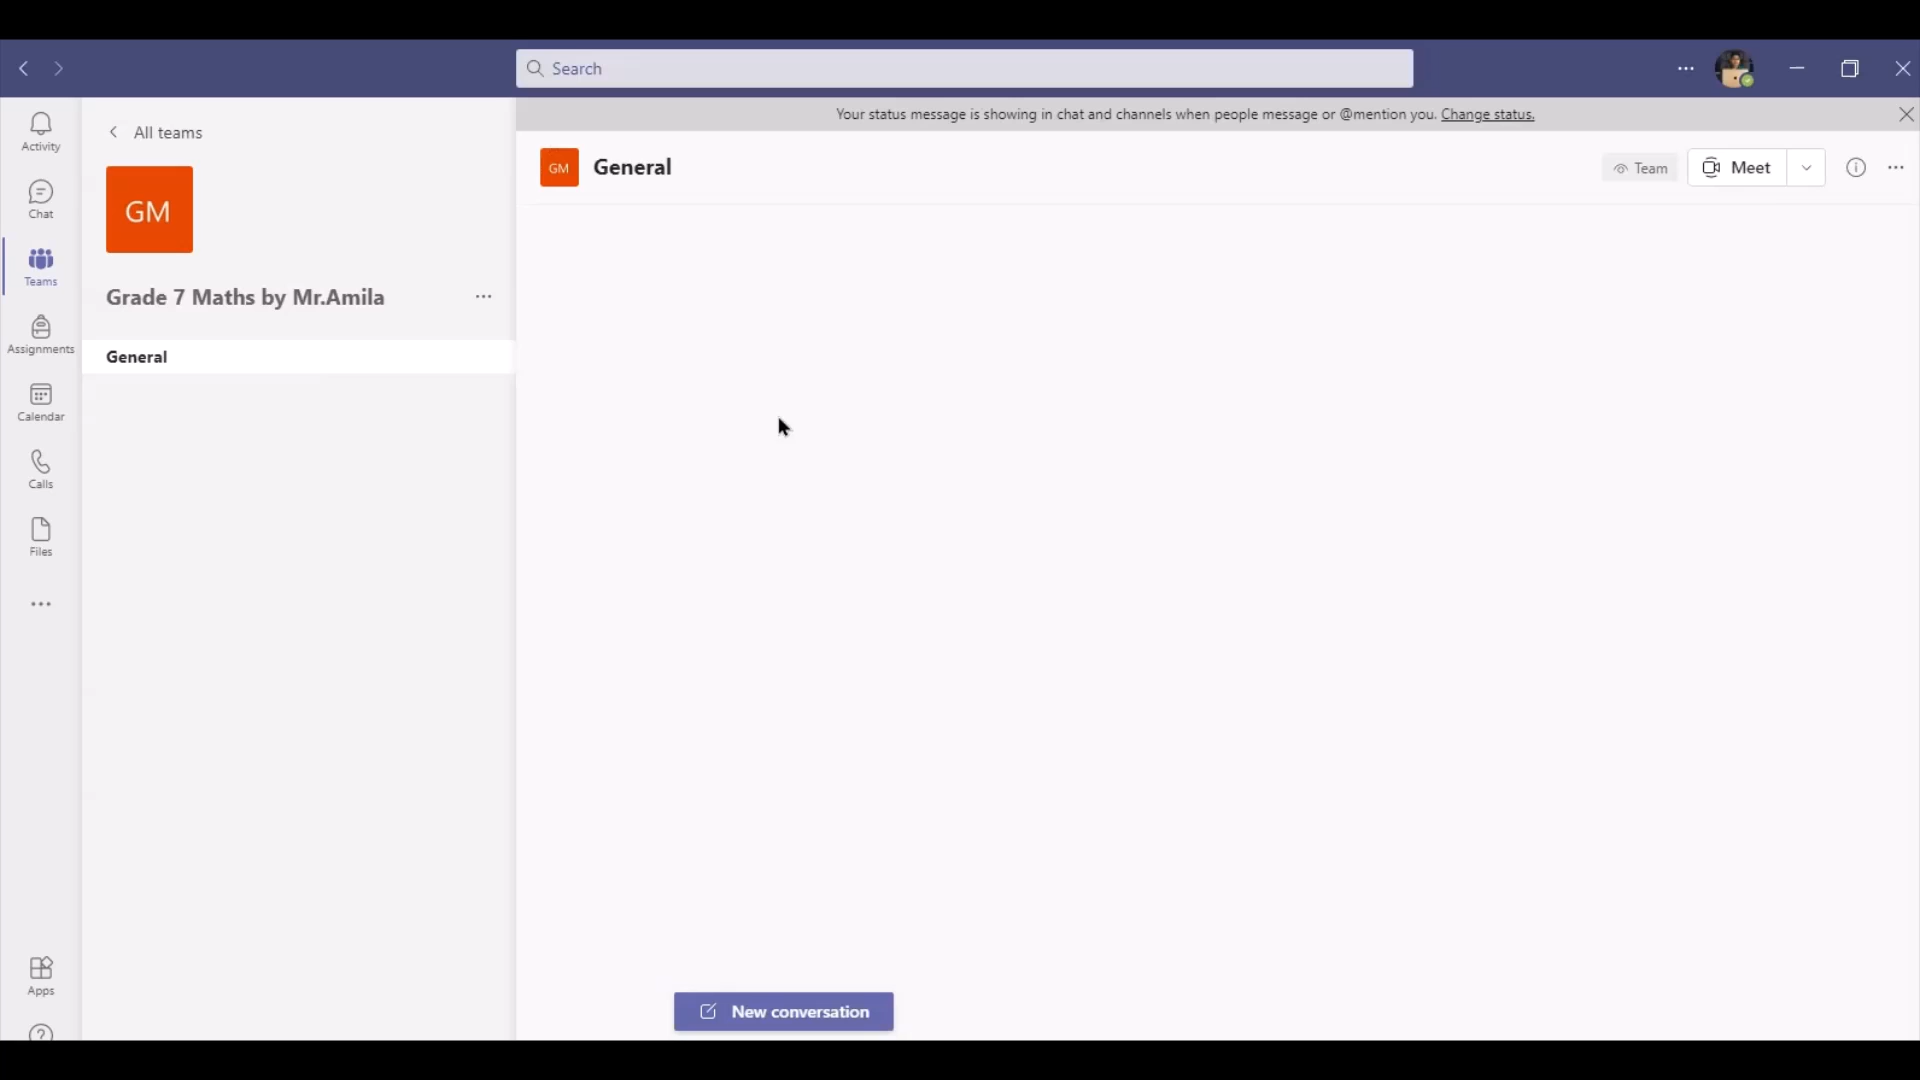 Search
Your status message is showing in chat and channels when people message or @mention you. Change status.
Activity
Chat
Teams
Assignments
Calendar
Calls
Files
Apps
All teams
GM
Grade 7 Maths by Mr.Amila
General
GM
General
Team
Meet
New conversation